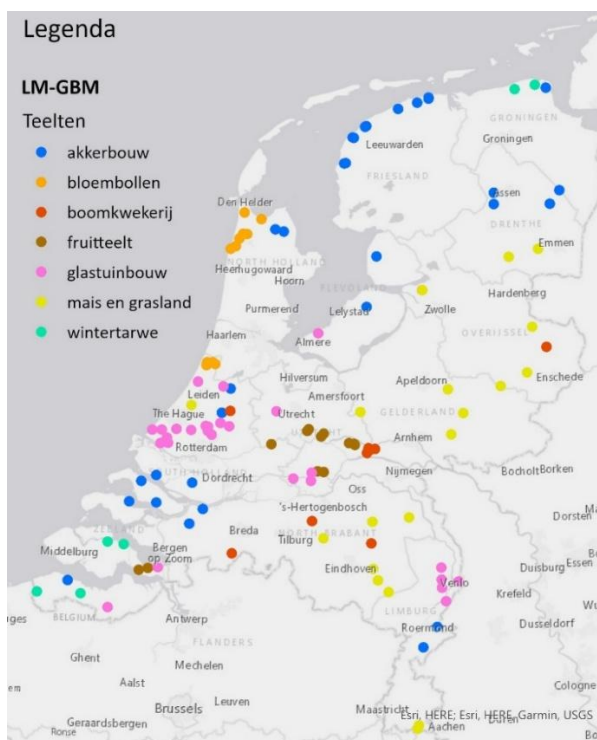 Legenda
LM-GBM
Teelten
akkerbouw
bloembollen
boomkwekerij
fruitteelt
glastuinbouw
mais en grasland
wintertarwe
GRONINGEN
Groningen
Leeuwarden
FRIESLAND
Assen
DRENTHE
Emmen
Den Helder
NORTH HOLLAND
Heerhugowaard
Hoorn
FLEVOLAND
Hardenberg
Purmerend
Lelystad
Zwolle
OVERIJSSEL
Haarlem
Almere
Hilversum
Apeldoorn
Enschede
Leiden
Amersfoort
The Hague
Utrecht
GELDERLAND
Arnhem
Rotterdam
SOUTH HOLLAND
Dordrecht
Nijmegen
Bocholt
Borken
Oss
's-Hertogenbosch
Dorsten
ZEELAND
Breda
NORTH BRABANT
Tilburg
Middelburg
Bergen
op Zoom
Eindhoven
Duisburg
Essen
Venlo
Krefeld
LIMBURG
BELGIUM
Antwerp
Roermond
Dusseldorf
FLANDERS
Ghent
Mechelen
Aalst
Cologne
Leuven
Brussels
Maastricht
Esri, HERE; Esri, HERE, Garmin, USGS
Geraardsbergen
Aachen
Düren
Ronse